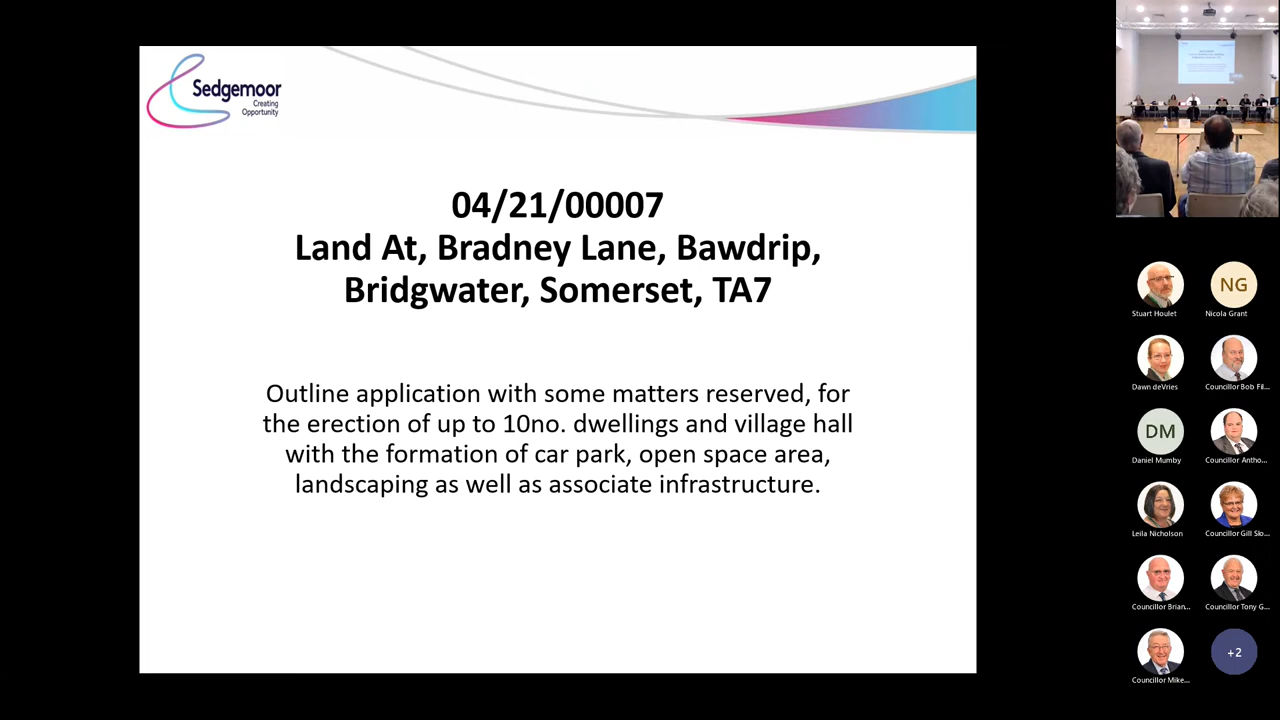 Sedgemoor
Creating
Opportunity
04/21/00007
Land At, Bradney Lane, Bawdrip,
Bridgwater, Somerset, TA7
Outline application with some matters reserved, for
the erection of up to 10no. dwellings and village hall
with the formation of car park, open space area,
landscaping as well as associate infrastructure.
NG
Stuart Houlet
Nicola Grant
Dawn deVries
Councillor Bob Fil...
DM
Daniel Mumby
Councillor Antho...
Leila Nicholson
Councillor Gill Slo...
Councillor Brian...
Councillor Tony G...
Councillor Mike...
+2